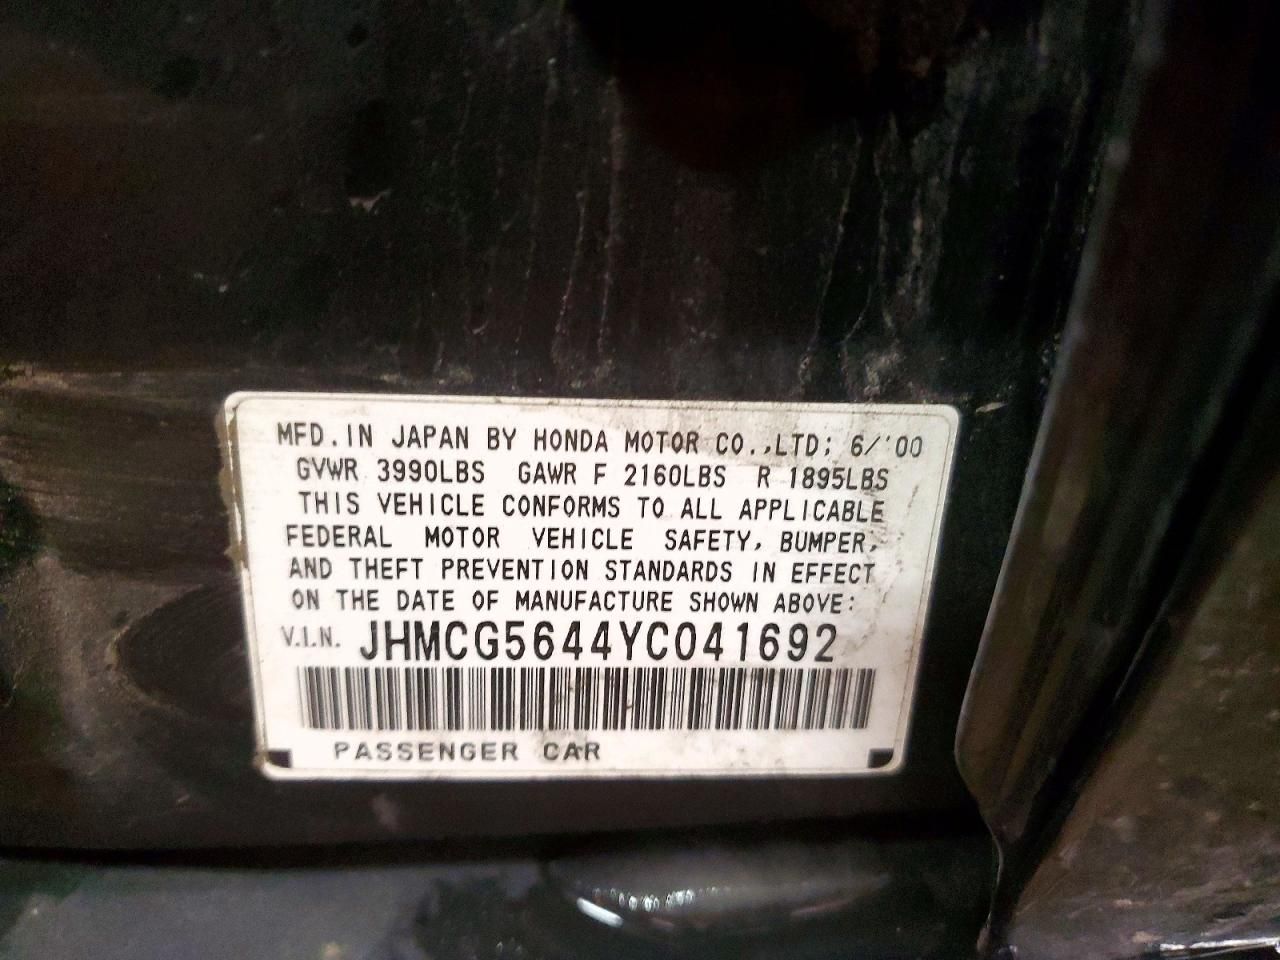 MFD. IN JAPAN BY HONDA MOTOR CO.,LTD; 6/'00
GVWR 3990LBS GAWR F 2160LBS R 1895LBS
THIS VEHICLE CONFORMS TO ALL APPLICABLE
FEDERAL MOTOR VEHICLE SAFETY, BUMPER,
AND THEFT PREVENTION STANDARDS IN EFFECT
ON THE DATE OF MANUFACTURE SHOWN ABOVE:
V.I.N. JHMCG5644YC041692
PASSENGER CAR